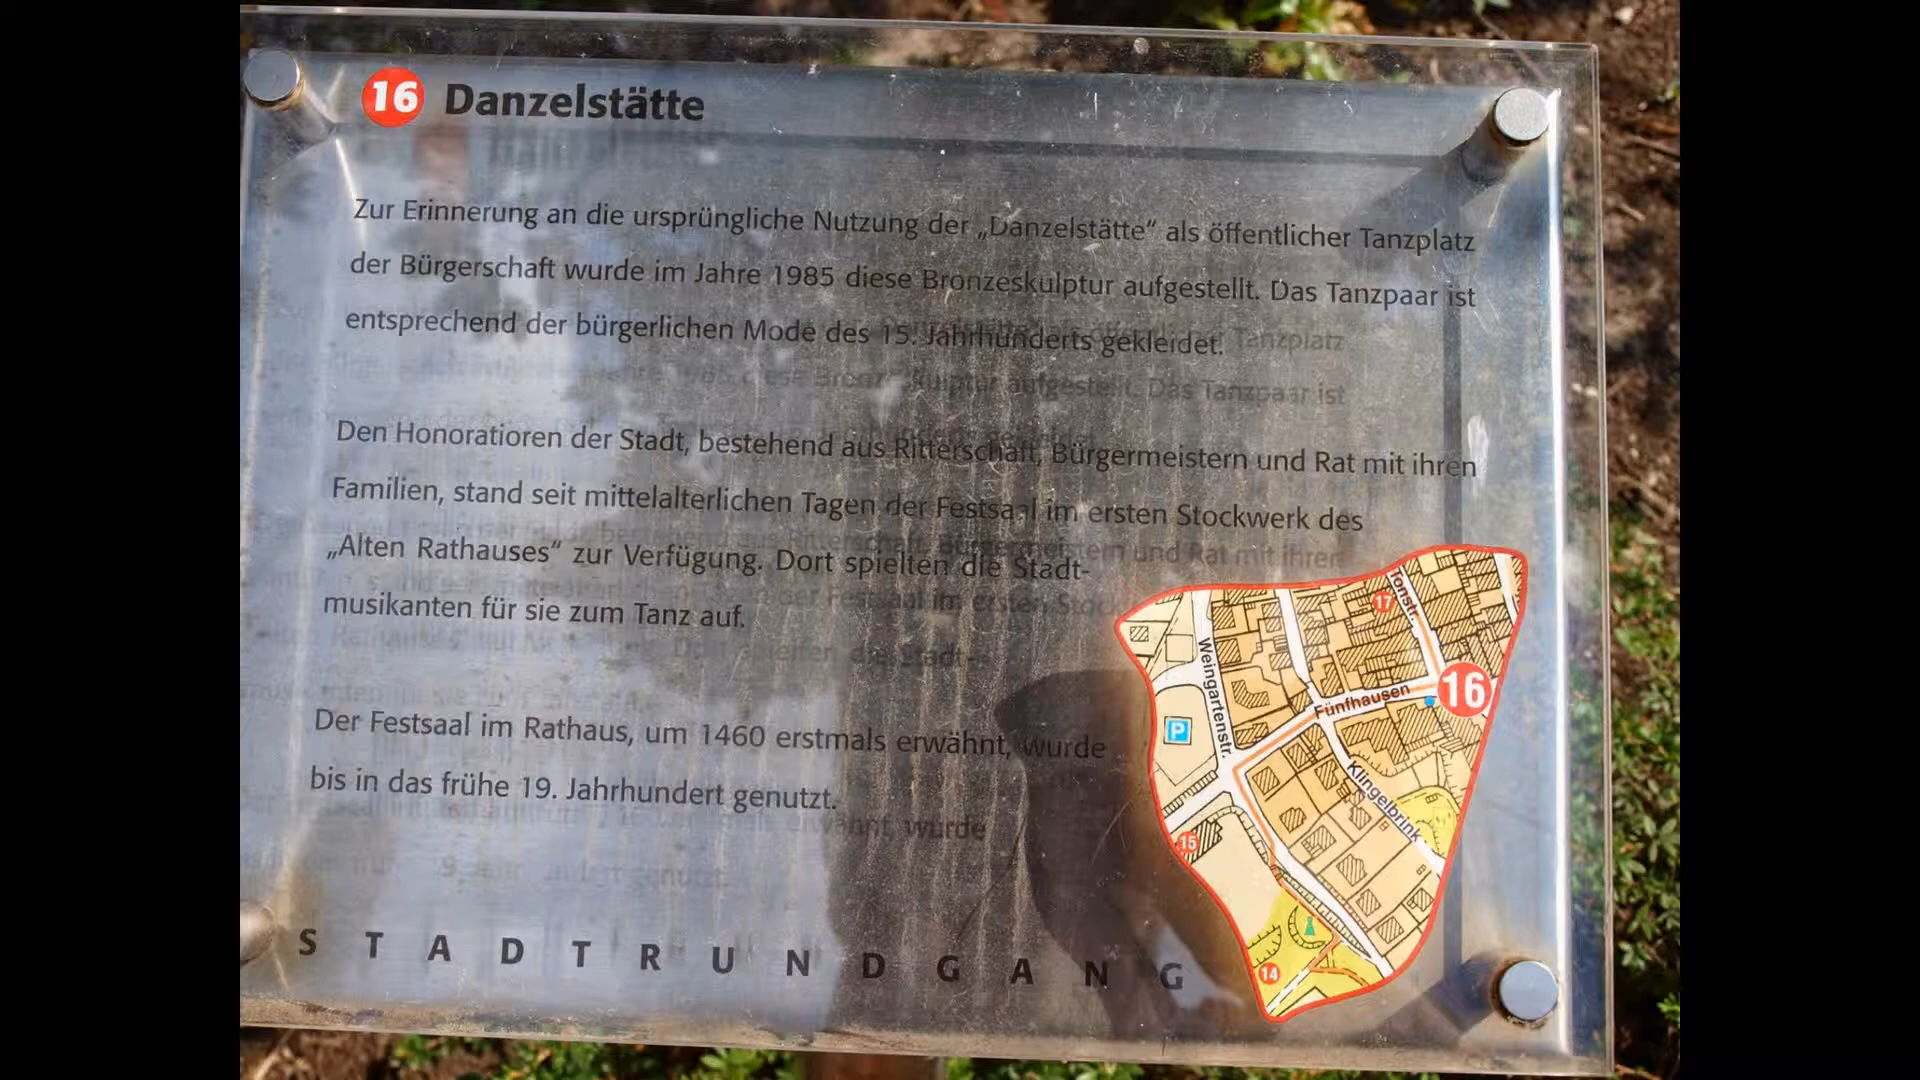 16 Danzelstätte
Zur Erinnerung an die ursprüngliche Nutzung der „Danzelstätte“ als öffentlicher Tanzplatz
der Bürgerschaft wurde im Jahre 1985 diese Bronzeskulptur aufgestellt. Das Tanzpaar ist
entsprechend der bürgerlichen Mode des 15. Jahrhunderts gekleidet.
Den Honoratioren der Stadt, bestehend aus Ritterschaft, Bürgermeistern und Rat mit ihren
Familien, stand seit mittelalterlichen Tagen der Festsaal im ersten Stockwerk des
„Alten Rathauses“ zur Verfügung. Dort spielten die Stadt-
musikanten für sie zum Tanz auf.
Der Festsaal im Rathaus, um 1460 erstmals erwähnt, wurde
bis in das frühe 19. Jahrhundert genutzt.
17
Weingartenstr.
16
Fünfhausen
P
Klingelbrink
15
14
STADTRUNDGANG